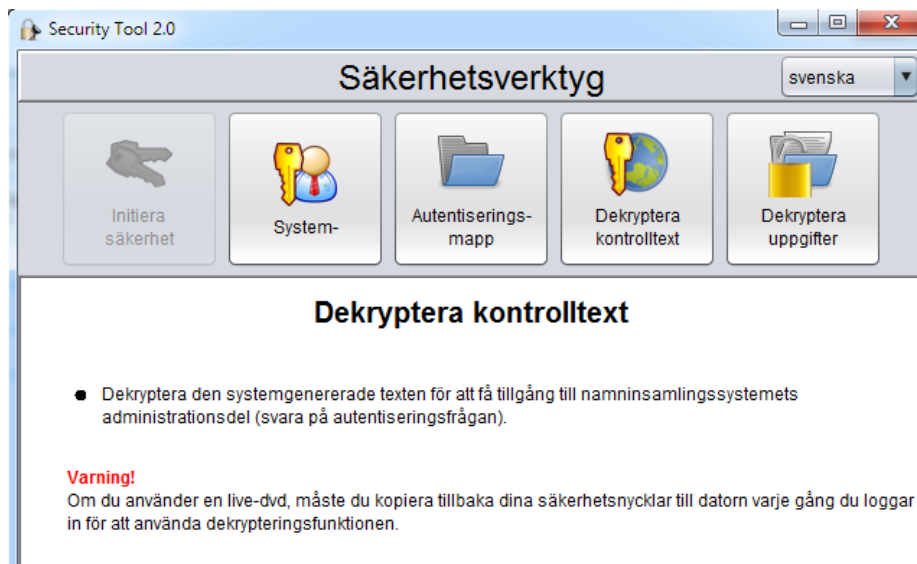 Security Tool 2.0
Säkerhetsverktyg
svenska
Initiera
säkerhet
System-
Autentiserings-
mapp
Dekryptera
kontrolltext
Dekryptera
uppgifter
Dekryptera kontrolltext
Dekryptera den systemgenererade texten för att få tillgång till namninsamlingssystemets
administrationsdel (svara på autentiseringsfrågan).
Varning!
Om du använder en live-dvd, måste du kopiera tillbaka dina säkerhetsnycklar till datorn varje gång du loggar
in för att använda dekrypteringsfunktionen.